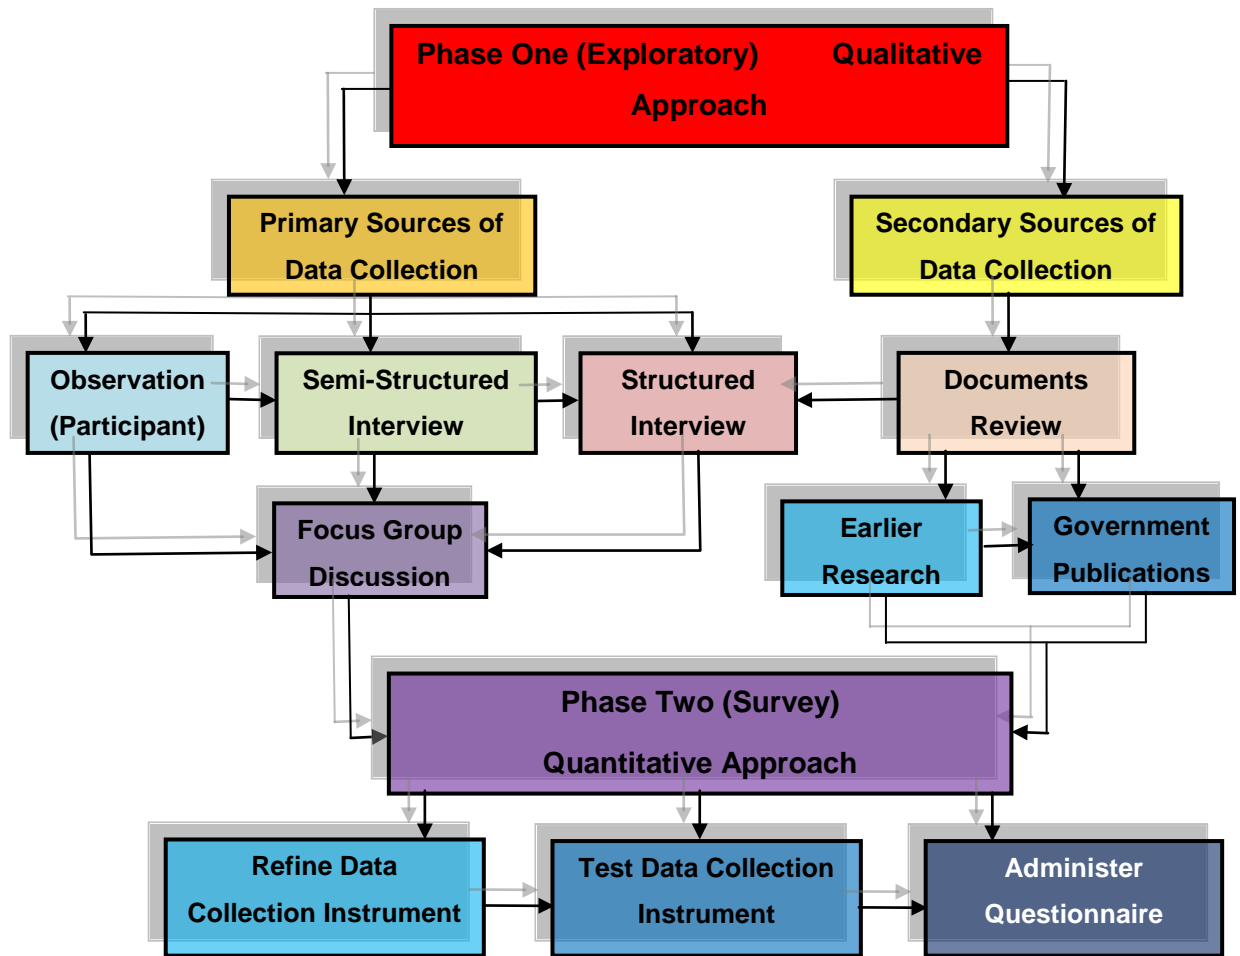 Phase One (Exploratory) Qualitative
Approach
Primary Sources of
Data Collection
Secondary Sources of
Data Collection
Observation
(Participant)
Semi-Structured
Interview
Structured
Interview
Documents
Review
Focus Group
Discussion
Earlier
Research
Government
Publications
Phase Two (Survey)
Quantitative Approach
Refine Data
Collection Instrument
Test Data Collection
Instrument
Administer
Questionnaire